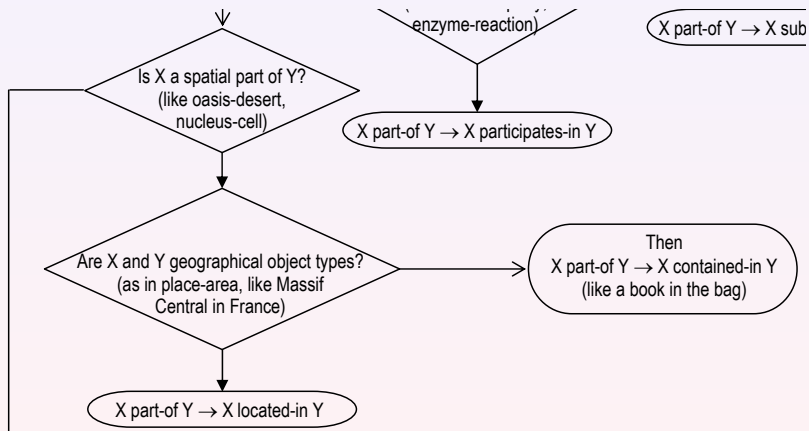 enzyme-reaction)
X part-of Y → X sub
Is X a spatial part of Y?
(like oasis-desert,
nucleus-cell)
X part-of Y → X participates-in Y
Are X and Y geographical object types?
(as in place-area, like Massif
Central in France)
Then
X part-of Y → X contained-in Y
(like a book in the bag)
X part-of Y → X located-in Y